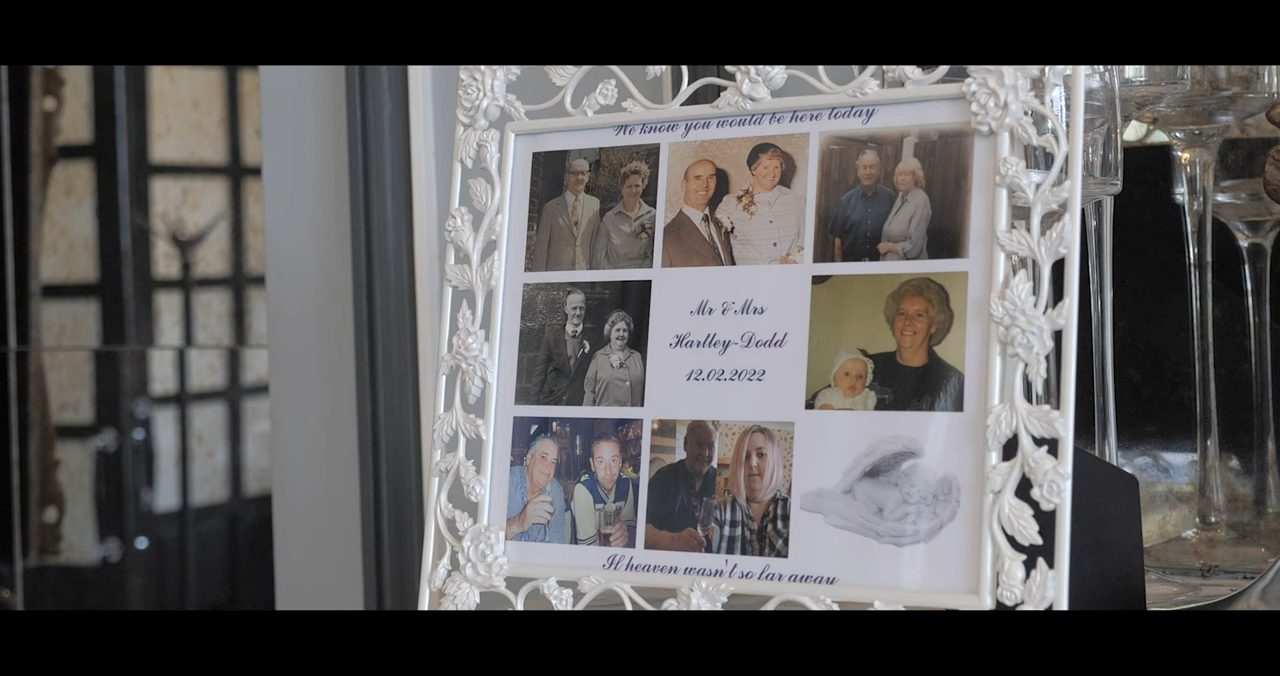 We know you would be here today
Mr & Mrs
Hartley-Dodd
12.02.2022
If heaven wasn't so far away